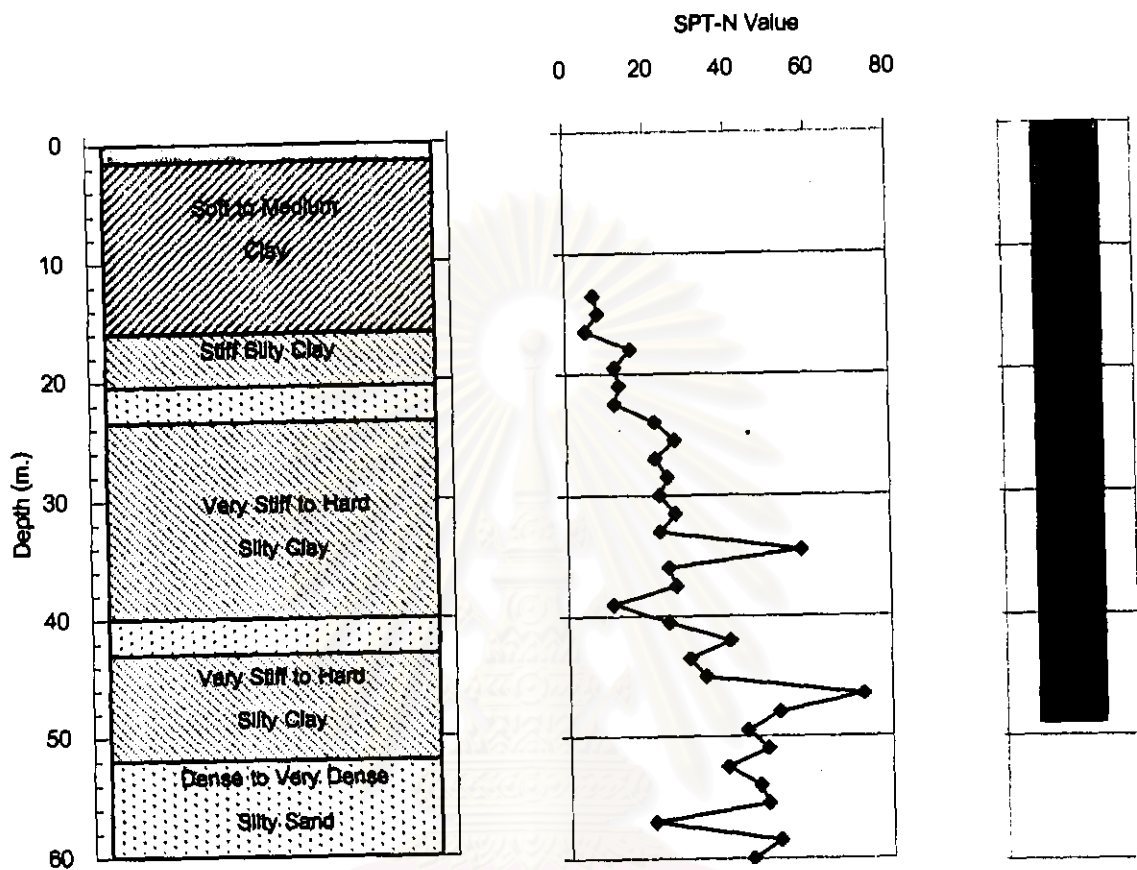 SPT-N Value
0 20 40 60 80
0
10
20
30
40
50
60
Depth (m.)
Soft to Medium
Clay
Stiff Silty Clay
Very Stiff to Hard
Silty Clay
Very Stiff to Hard
Silty Clay
Dense to Very Dense
Silty Sand